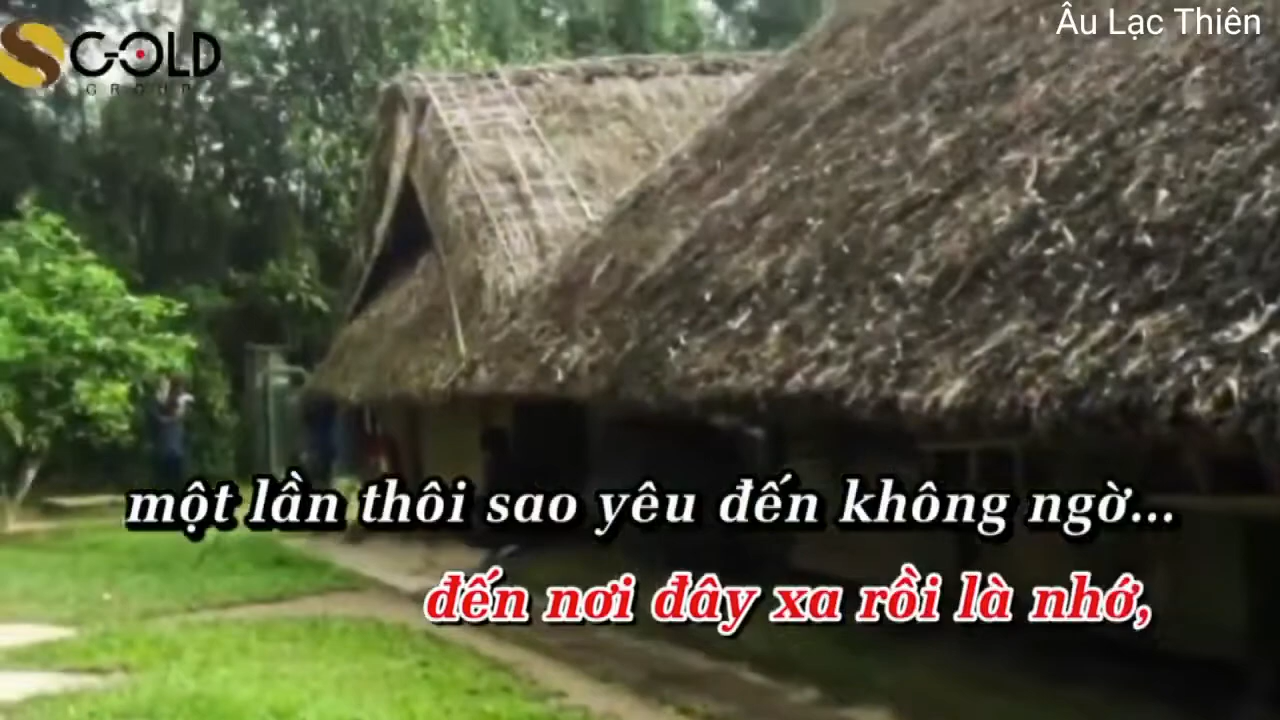 Âu Lạc Thiên
GOLD
GROUP
một lần thôi sao yêu đến không ngờ...
đến nơi đây xa rồi là nhớ,